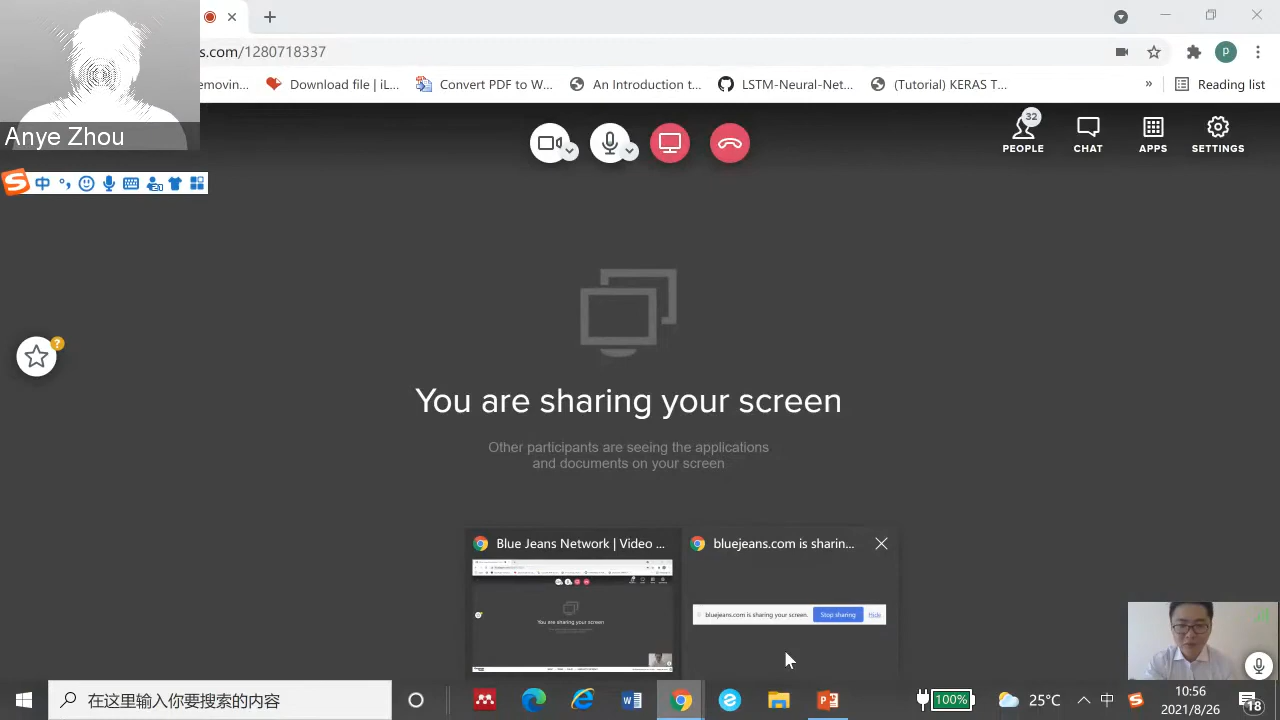 s.com/1280718337
emovin...
Download file | iL...
Convert PDF to W...
An Introduction t...
LSTM-Neural-Net...
(Tutorial) KERAS T...
»
Reading list
p
Anye Zhou
中
32
PEOPLE
CHAT
APPS
SETTINGS
?
You are sharing your screen
Other participants are seeing the applications
and documents on your screen
Blue Jeans Network | Video ...
bluejeans.com is sharin...
You are sharing your screen
bluejeans.com is sharing your screen.
Stop sharing
Hide
在这里输入你要搜索的内容
100%
25°C
中
10:56
2021/8/26
18